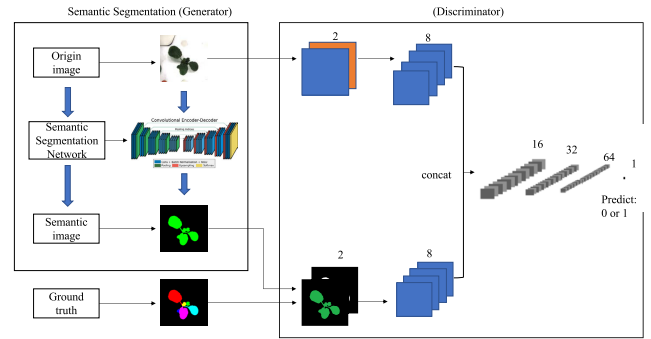 Semantic Segmentation (Generator)
(Discriminator)
Origin
image
2
8
Convolutional Encoder-Decoder
Semantic
Segmentation
Network
16
32
64
1
concat
Predict:
0 or 1
Semantic
image
2
8
Ground
truth